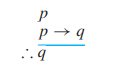 p
p → q
∴ q